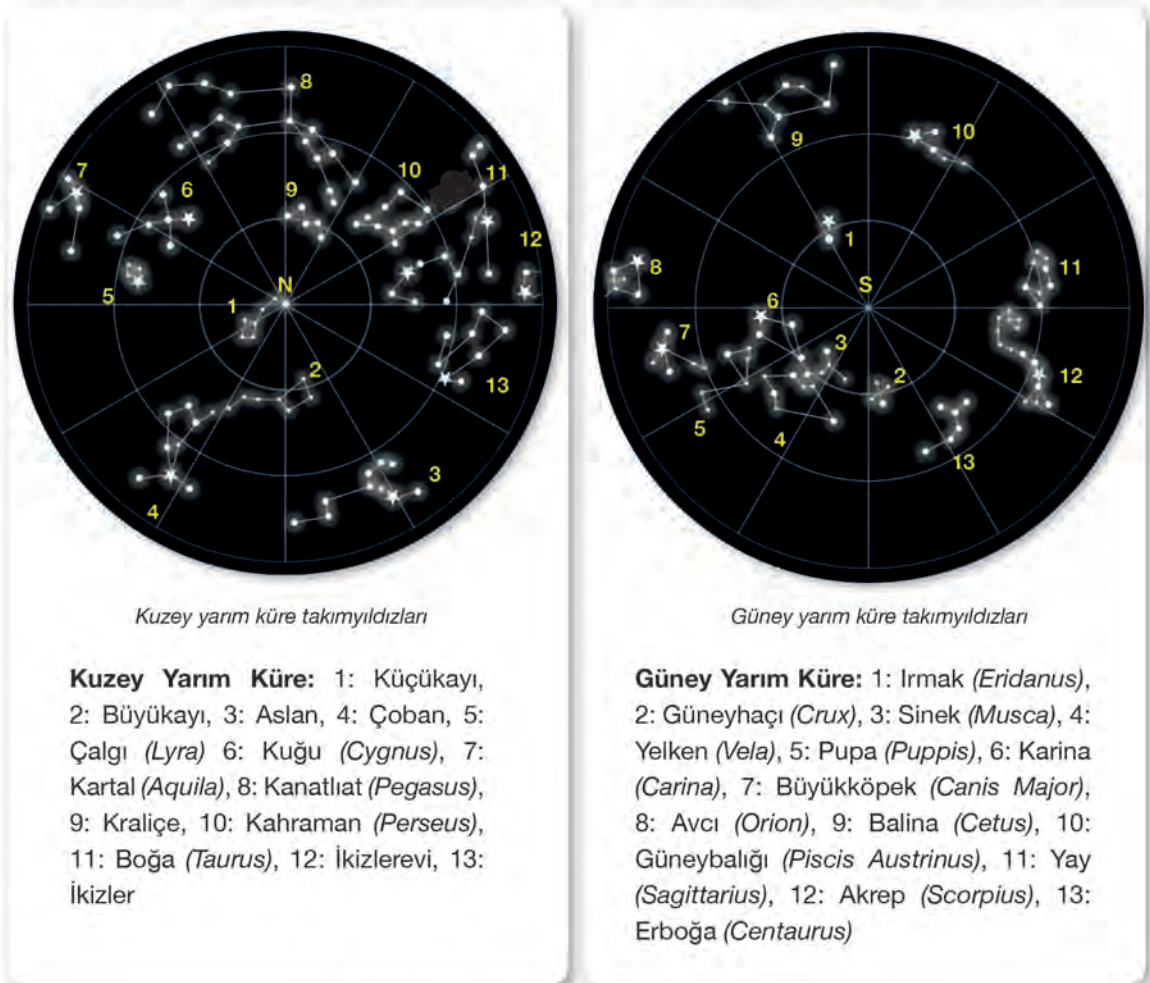 8
7
11
10
6
9
12
5
N
1
2
13
3
4
Kuzey yarım küre takımyıldızları
Kuzey Yarım Küre: 1: Küçükayı,
2: Büyükayı, 3: Aslan, 4: Çoban, 5:
Çalgı (Lyra) 6: Kuğu (Cygnus), 7:
Kartal (Aquila), 8: Kanatlıat (Pegasus),
9: Kraliçe, 10: Kahraman (Perseus),
11: Boğa (Taurus), 12: İkizlerevi, 13:
İkizler
9
10
1
8
11
S
6
7
3
12
2
5
4
13
Güney yarım küre takımyıldızları
Güney Yarım Küre: 1: Irmak (Eridanus),
2: Güneyhaçı (Crux), 3: Sinek (Musca), 4:
Yelken (Vela), 5: Pupa (Puppis), 6: Karina
(Carina), 7: Büyükköpek (Canis Major),
8: Avcı (Orion), 9: Balina (Cetus), 10:
Güneybalığı (Piscis Austrinus), 11: Yay
(Sagittarius), 12: Akrep (Scorpius), 13:
Erboğa (Centaurus)